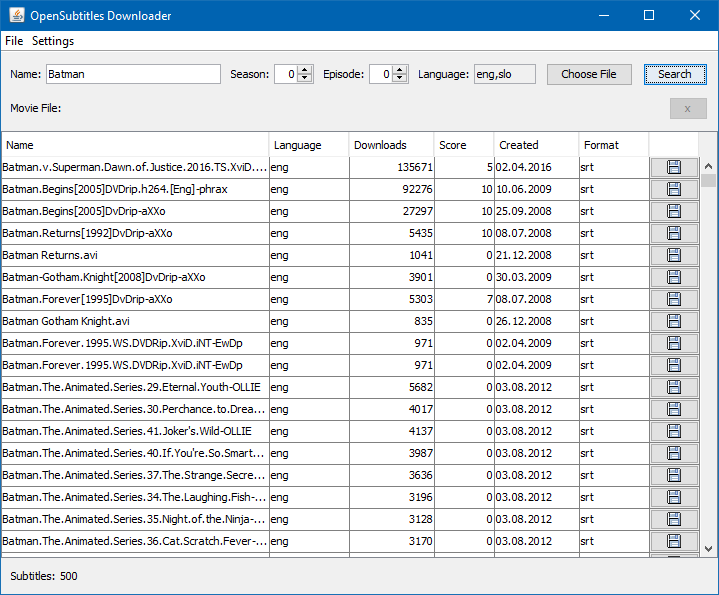 OpenSubtitles Downloader
File Settings
Name: Batman Season: 0 Episode: 0 Language: eng,slo Choose File Search
Movie File: x
Name Language Downloads Score Created Format
Batman.v.Superman.Dawn.of.Justice.2016.TS.XviD.... eng 135671 5 02.04.2016 srt
Batman.Begins[2005]DVDrip.h264.[Eng]-phrax eng 92276 10 10.06.2009 srt
Batman.Begins[2005]DvDrip-aXXo eng 27297 10 25.09.2008 srt
Batman.Returns[1992]DvDrip-aXXo eng 5435 10 08.07.2008 srt
Batman Returns.avi eng 1041 0 21.12.2008 srt
Batman-Gotham.Knight[2008]DvDrip-aXXo eng 3901 0 30.03.2009 srt
Batman.Forever[1995]DvDrip-aXXo eng 5303 7 08.07.2008 srt
Batman Gotham Knight.avi eng 835 0 26.12.2008 srt
Batman.Forever.1995.WS.DVDRip.XviD.iNT-EwDp eng 971 0 02.04.2009 srt
Batman.Forever.1995.WS.DVDRip.XviD.iNT-EwDp eng 971 0 02.04.2009 srt
Batman.The.Animated.Series.29.Eternal.Youth-OLLIE eng 5682 0 03.08.2012 srt
Batman.The.Animated.Series.30.Perchance.to.Drea... eng 4017 0 03.08.2012 srt
Batman.The.Animated.Series.41.Joker's.Wild-OLLIE eng 4137 0 03.08.2012 srt
Batman.The.Animated.Series.40.If.You're.So.Smart... eng 3987 0 03.08.2012 srt
Batman.The.Animated.Series.37.The.Strange.Secre... eng 3636 0 03.08.2012 srt
Batman.The.Animated.Series.34.The.Laughing.Fish-... eng 3196 0 03.08.2012 srt
Batman.The.Animated.Series.35.Night.of.the.Ninja-... eng 3128 0 03.08.2012 srt
Batman.The.Animated.Series.36.Cat.Scratch.Fever-... eng 3170 0 03.08.2012 srt
Subtitles: 500